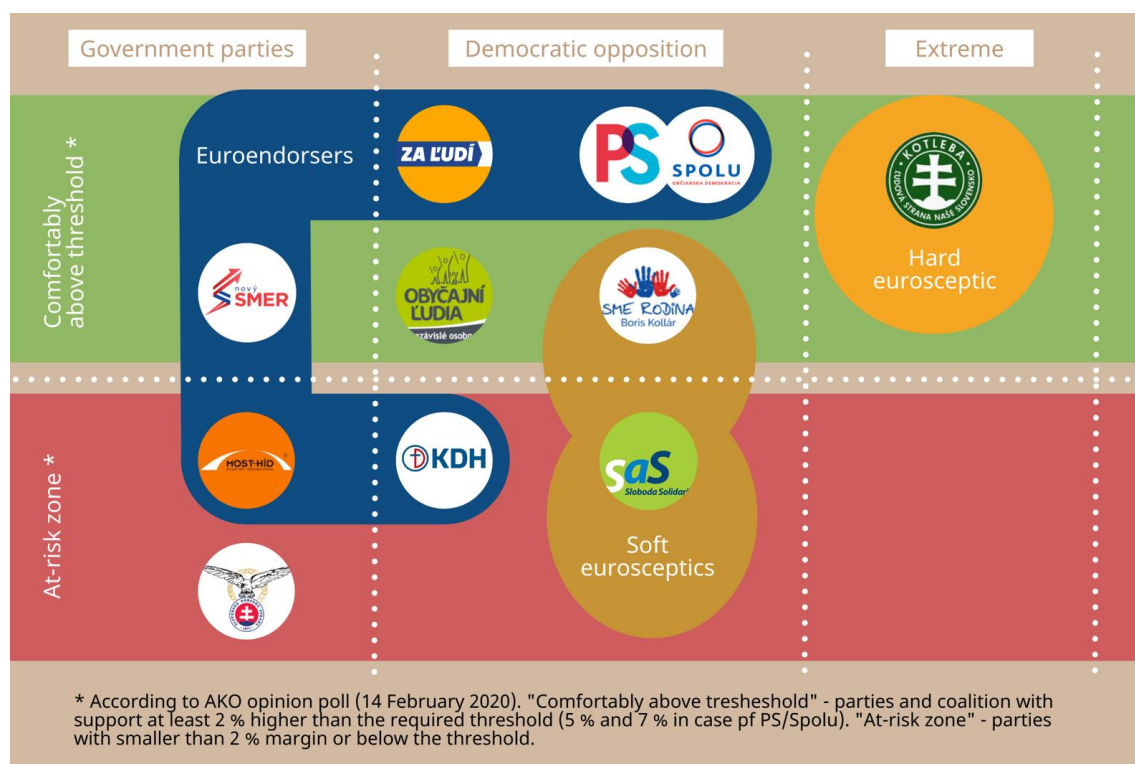 Government parties
Democratic opposition
Extreme
Comfortably
above threshold *
Euroendorsers
ZA ĽUDÍ
PS
SPOLU
OBČIANSKA DEMOKRACIA
KOTLEBA
ĽUDOVÁ STRANA NAŠE SLOVENSKO
Hard
eurosceptic
nový
SMER
OBYČAJNÍ
ĽUDIA
ezávislé osobno
SME RODINA
Boris Kollár
At-risk zone *
MOST-HÍD
KDH
SaS
Sloboda Solidari
Soft
eurosceptics
* According to AKO opinion poll (14 February 2020). "Comfortably above tresheshold" - parties and coalition with
support at least 2 % higher than the required threshold (5 % and 7 % in case pf PS/Spolu). "At-risk zone" - parties
with smaller than 2 % margin or below the threshold.